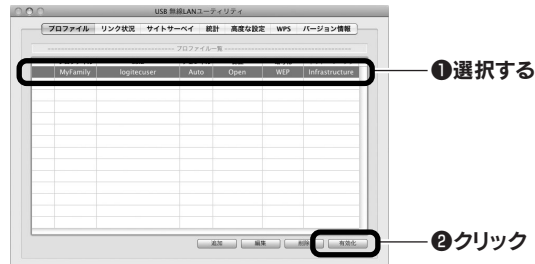 USB 無線LANユーティリティ
プロファイル リンク状況 サイトサーベイ 統計 高度な設定 WPS バージョン情報
プロファイル一覧
MyFamily logitecuser Auto Open WEP Infrastructure
❶選択する
追加 編集 削除 有効化
❷クリック